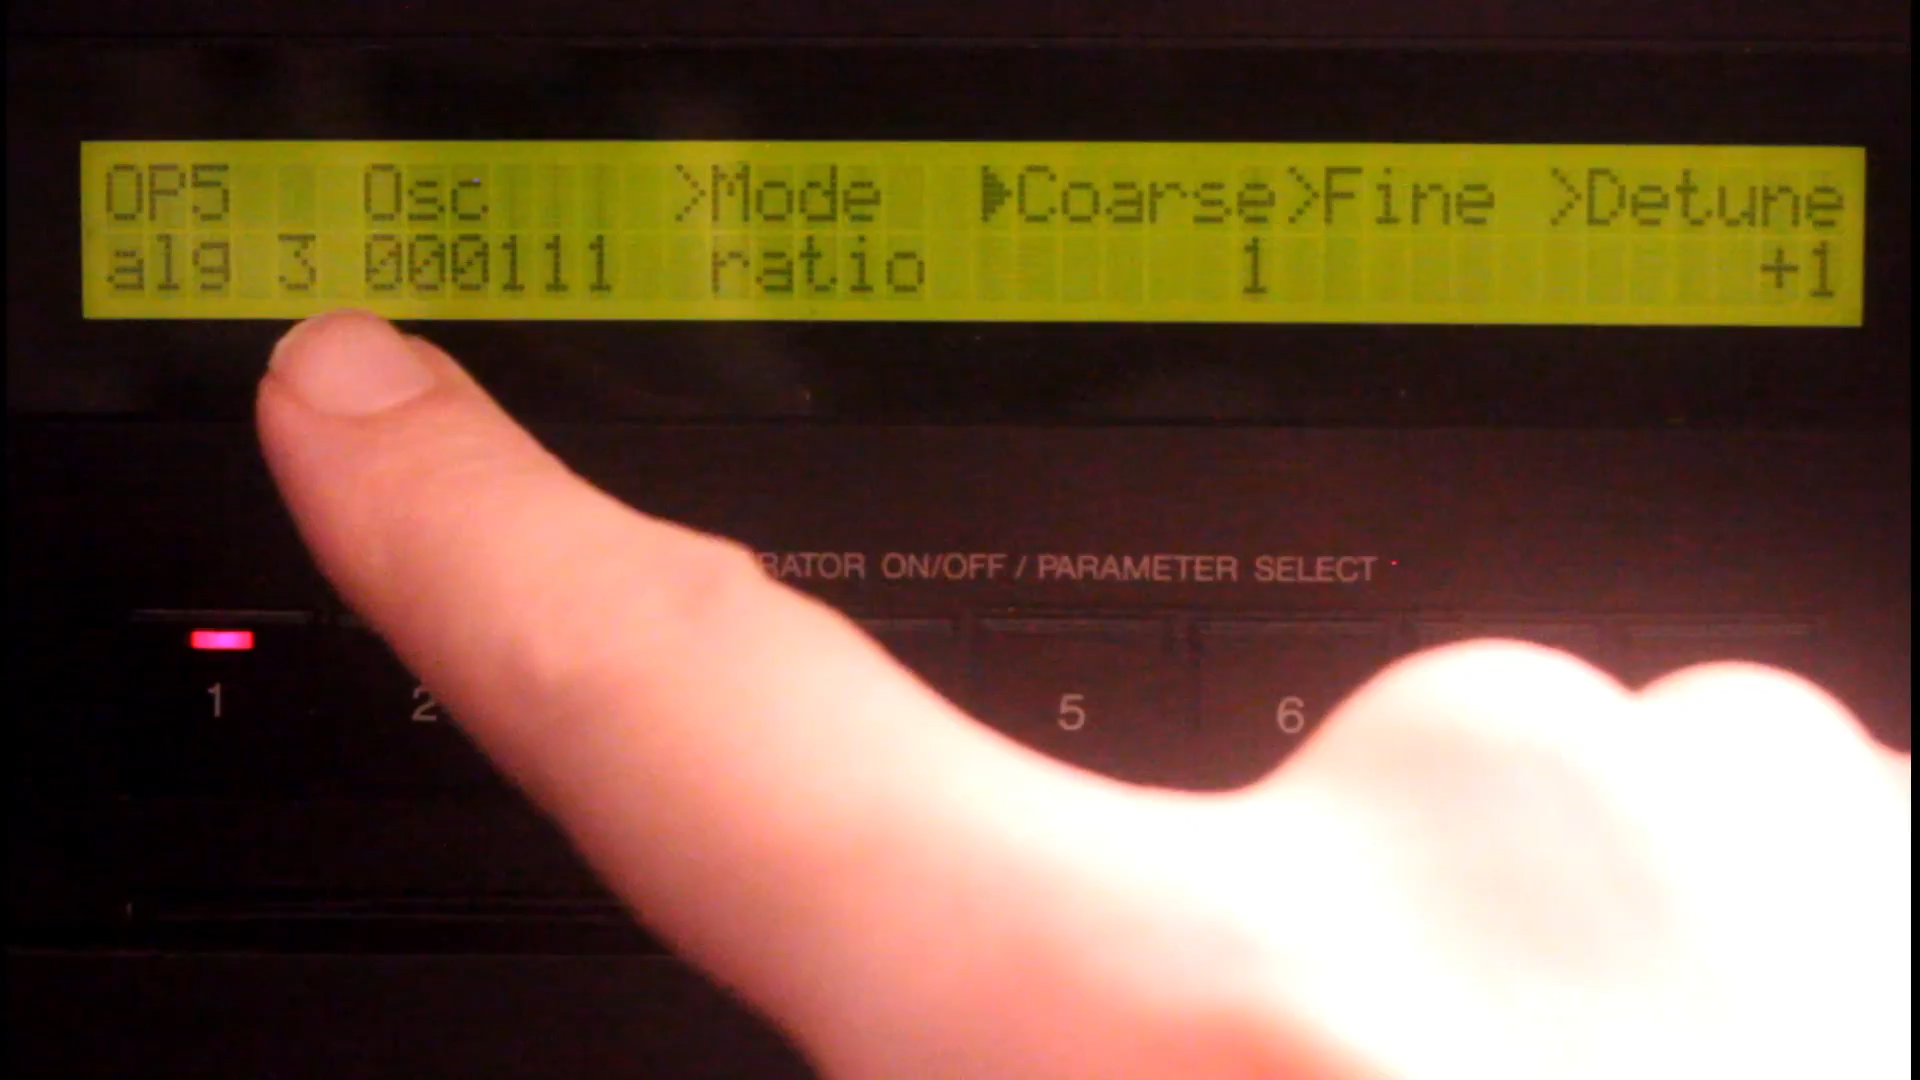 OP5 Osc >Mode ▶Coarse>Fine >Detune
alg 3 000111 ratio 1 +1
RATOR ON/OFF / PARAMETER SELECT
1 2 5 6